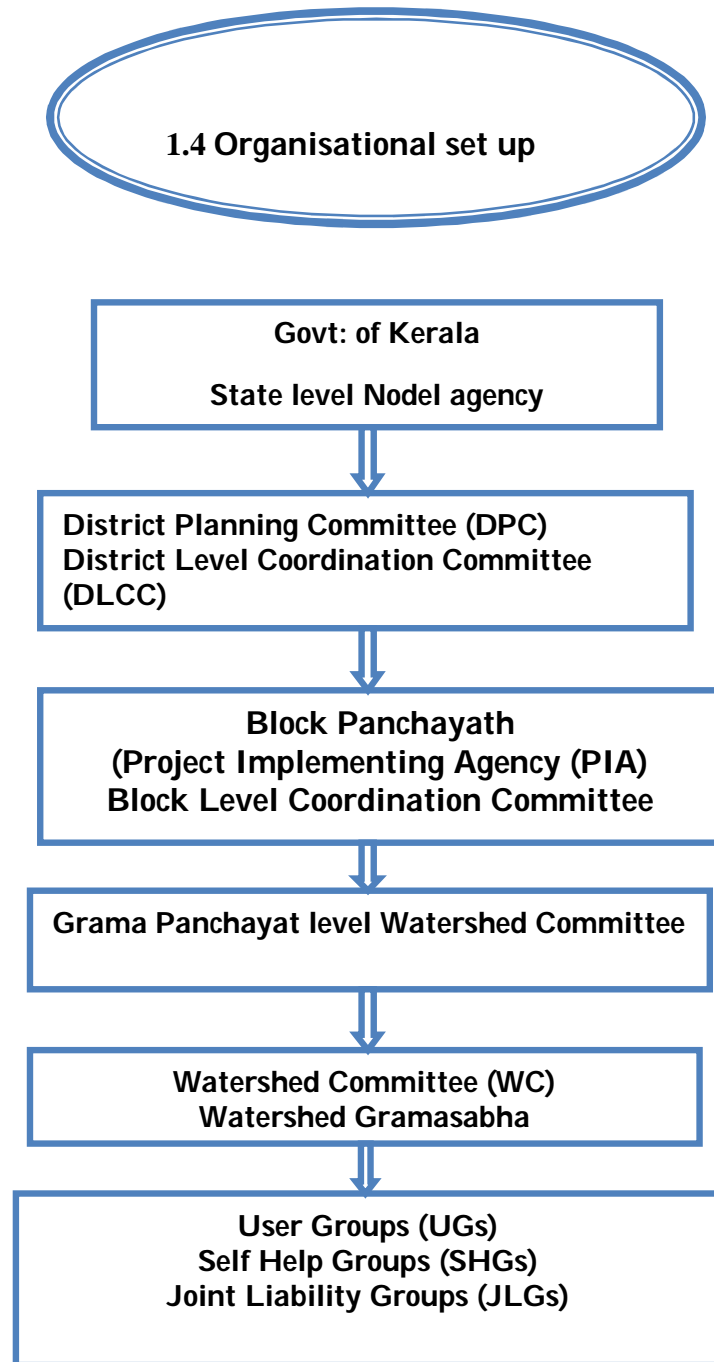 1.4 Organisational set up
Govt: of Kerala
State level Nodel agency
District Planning Committee (DPC)
District Level Coordination Committee
(DLCC)
Block Panchayath
(Project Implementing Agency (PIA)
Block Level Coordination Committee
Grama Panchayat level Watershed Committee
Watershed Committee (WC)
Watershed Gramasabha
User Groups (UGs)
Self Help Groups (SHGs)
Joint Liability Groups (JLGs)